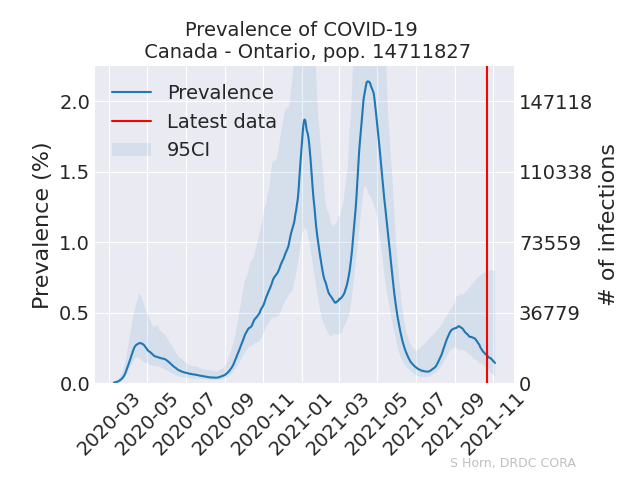 Prevalence of COVID-19
Canada - Ontario, pop. 14711827
Prevalence
Latest data
95CI
Prevalence (%)
2.0
1.5
1.0
0.5
0.0
147118
110338
73559
36779
0
# of infections
2020-03
2020-05
2020-07
2020-09
2020-11
2021-01
2021-03
2021-05
2021-07
2021-09
2021-11
S Horn, DRDC CORA